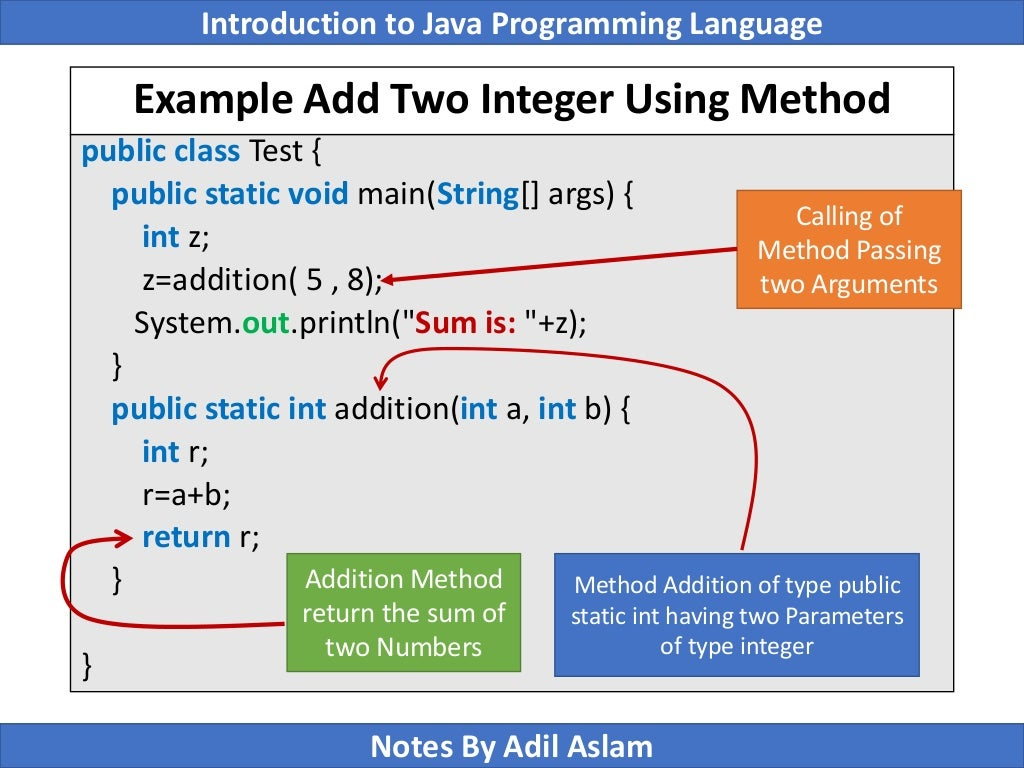 Introduction to Java Programming Language
Example Add Two Integer Using Method
public class Test {
public static void main(String[] args) {
int z;
z=addition( 5 , 8);
System.out.println("Sum is: "+z);
}
public static int addition(int a, int b) {
int r;
r=a+b;
return r;
}
}
Calling of
Method Passing
two Arguments
Addition Method
return the sum of
two Numbers
Method Addition of type public
static int having two Parameters
of type integer
Notes By Adil Aslam